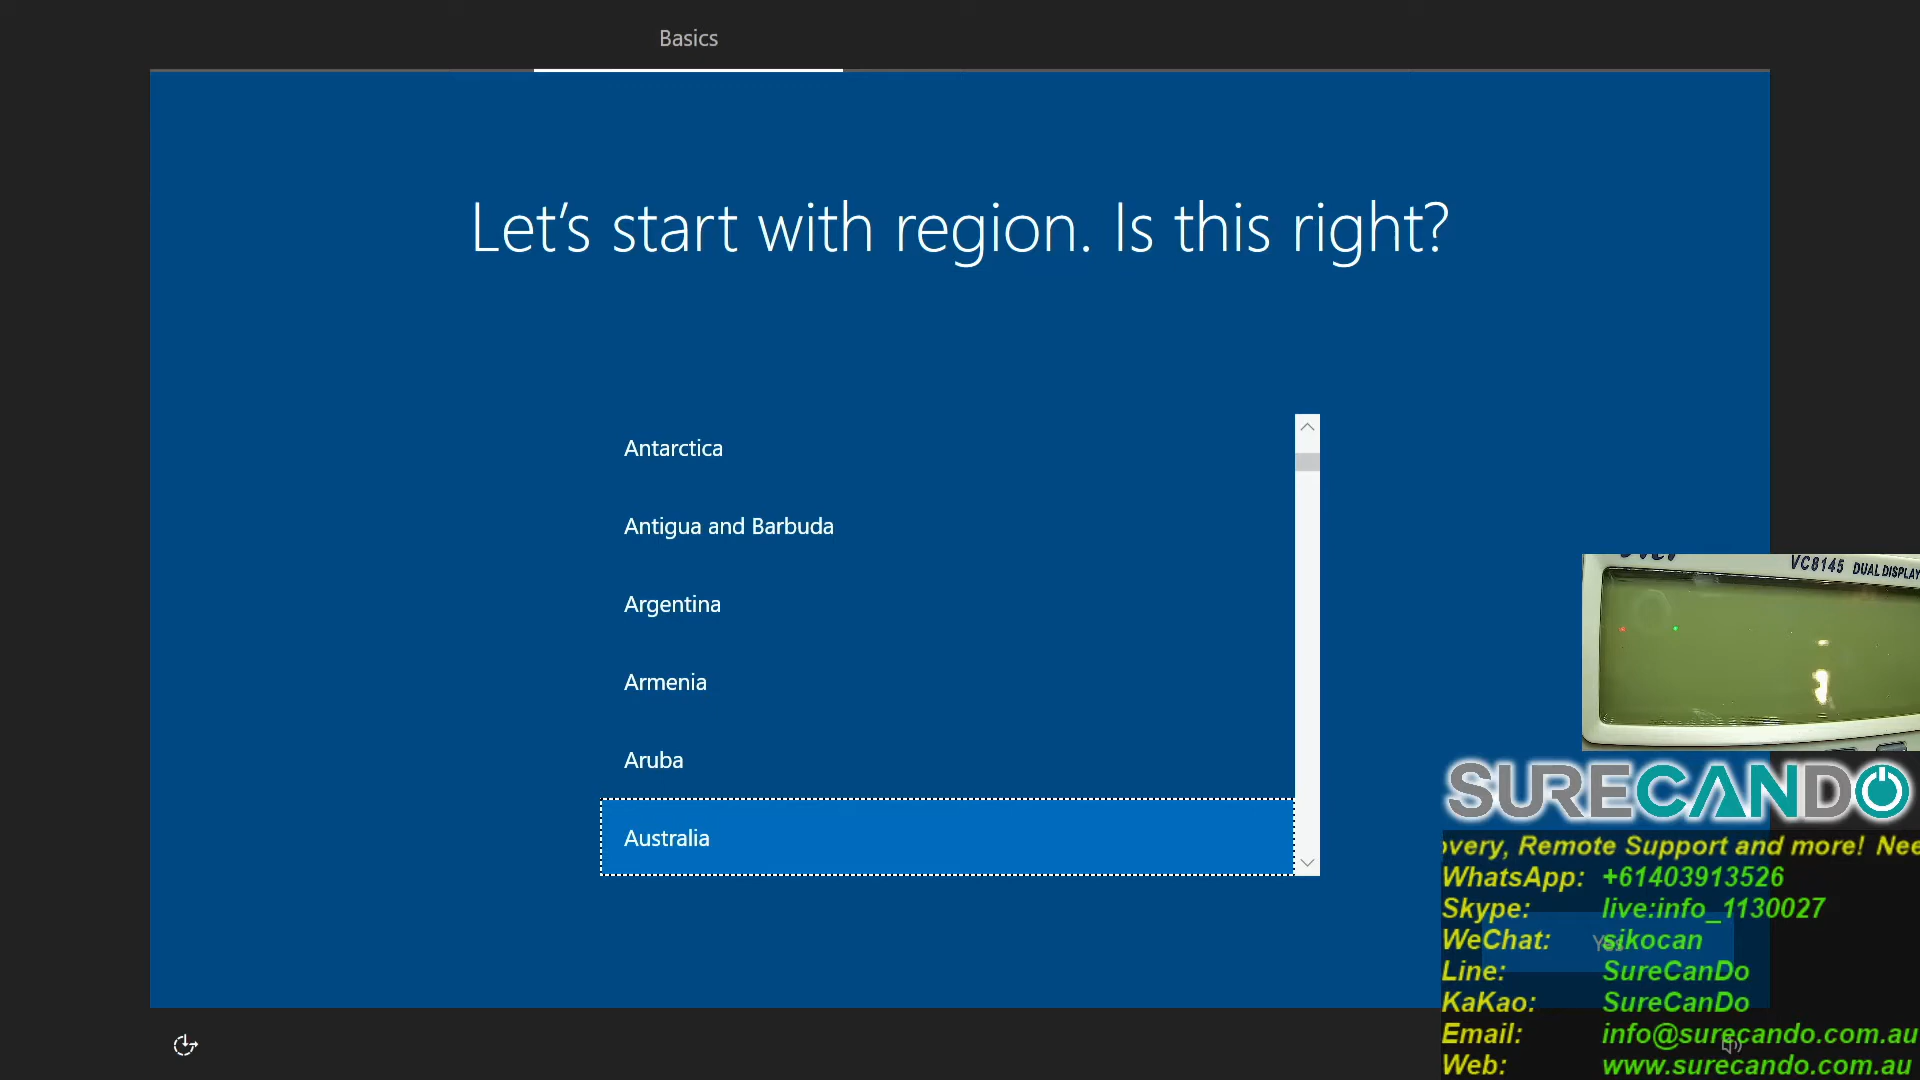 Basics
Let's start with region. Is this right?
Antarctica
Antigua and Barbuda
Argentina
Armenia
Aruba
Australia
VC8145 DUAL DISPLAY
SURECANDO
overy, Remote Support and more! Nee
WhatsApp: +61403913526
Skype: live:info_1130027
Yes
WeChat: sikocan
Line: SureCanDo
KaKao: SureCanDo
Email: info@surecando.com.au
Web: www.surecando.com.au